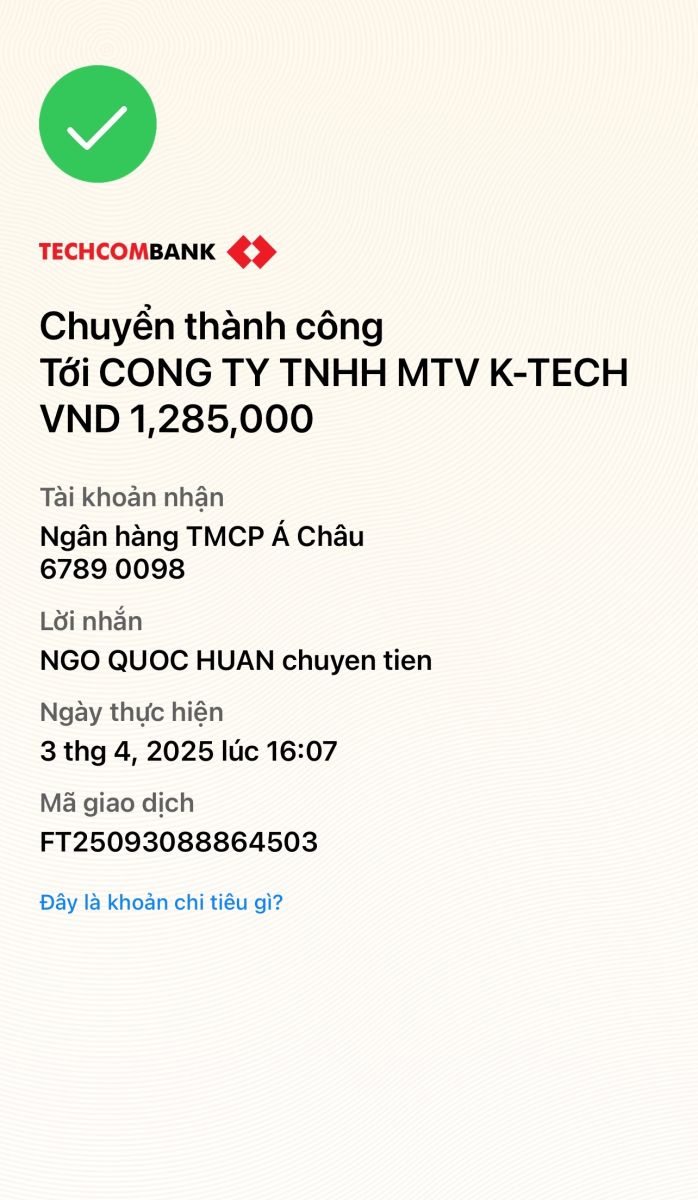 TECHCOMBANK
Chuyển thành công
Tới CONG TY TNHH MTV K-TECH
VND 1,285,000
Tài khoản nhận
Ngân hàng TMCP Á Châu
6789 0098
Lời nhắn
NGO QUOC HUAN chuyen tien
Ngày thực hiện
3 thg 4, 2025 lúc 16:07
Mã giao dịch
FT25093088864503
Đây là khoản chi tiêu gì?